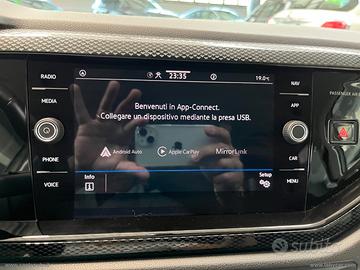 23:35
19.0
RADIO
NAV
PASSENGER AIR
MEDIA
APP
Benvenuti in App-Connect.
Collegare un dispositivo mediante la presa USB.
Android Auto
Apple CarPlay
MirrorLink
PHONE
CAR
VOICE
Info
Setup
MENU
subito